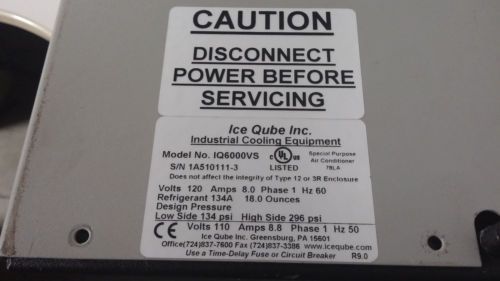 CAUTION
DISCONNECT
POWER BEFORE
SERVICING
Ice Qube Inc.
Industrial Cooling Equipment
Model No. IQ6000VS
S/N 1A510111-3
C UL US
LISTED
Special Purpose
Air Conditioner
78LA
Does not affect the integrity of Type 12 or 3R Enclosure
Volts 120 Amps 8.0 Phase 1 Hz 60
Refrigerant 134A 18.0 Ounces
Design Pressure
Low Side 134 psi High Side 296 psi
Volts 110 Amps 8.8 Phase 1 Hz 50
CE
Ice Qube Inc. Greensburg, PA 15601
Office(724)837-7600 Fax (724)837-3386 www.iceqube.com
Use a Time-Delay Fuse or Circuit Breaker R9.0